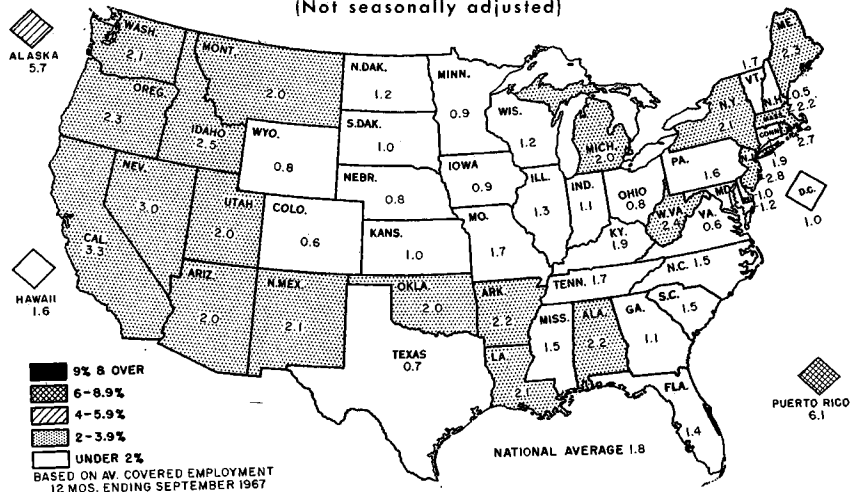 (Not seasonally adjusted)
ALASKA
5.7
WASH.
2.1
OREG.
2.3
CAL.
3.3
NEV.
3.0
IDAHO
2.5
MONT.
2.0
WYO.
0.8
UTAH
2.0
COLO.
0.6
ARIZ.
2.0
N.MEX.
2.1
N.DAK.
1.2
S.DAK.
1.0
NEBR.
0.8
KANS.
1.0
OKLA.
2.0
TEXAS
0.7
MINN.
0.9
IOWA
0.9
MO.
1.7
ARK.
2.2
LA.
2.1
WIS.
1.2
ILL.
1.3
MICH.
2.0
IND.
1.1
OHIO
0.8
KY.
1.9
TENN. 1.7
MISS.
1.5
ALA.
2.2
GA.
1.1
FLA.
1.4
S.C.
1.5
N.C. 1.5
VA.
0.6
W.VA.
2.4
PA.
1.6
N.Y.
2.1
VT.
1.7
N.H.
0.5
ME.
2.3
MASS.
2.2
CONN.
2.7
1.9
N.J.
2.8
MD.
1.0
1.2
D.C.
1.0
HAWAII
1.6
PUERTO RICO
6.1
9% & OVER
6-8.9%
4-5.9%
2-3.9%
UNDER 2%
BASED ON AV. COVERED EMPLOYMENT
12 MOS. ENDING SEPTEMBER 1967
NATIONAL AVERAGE 1.8